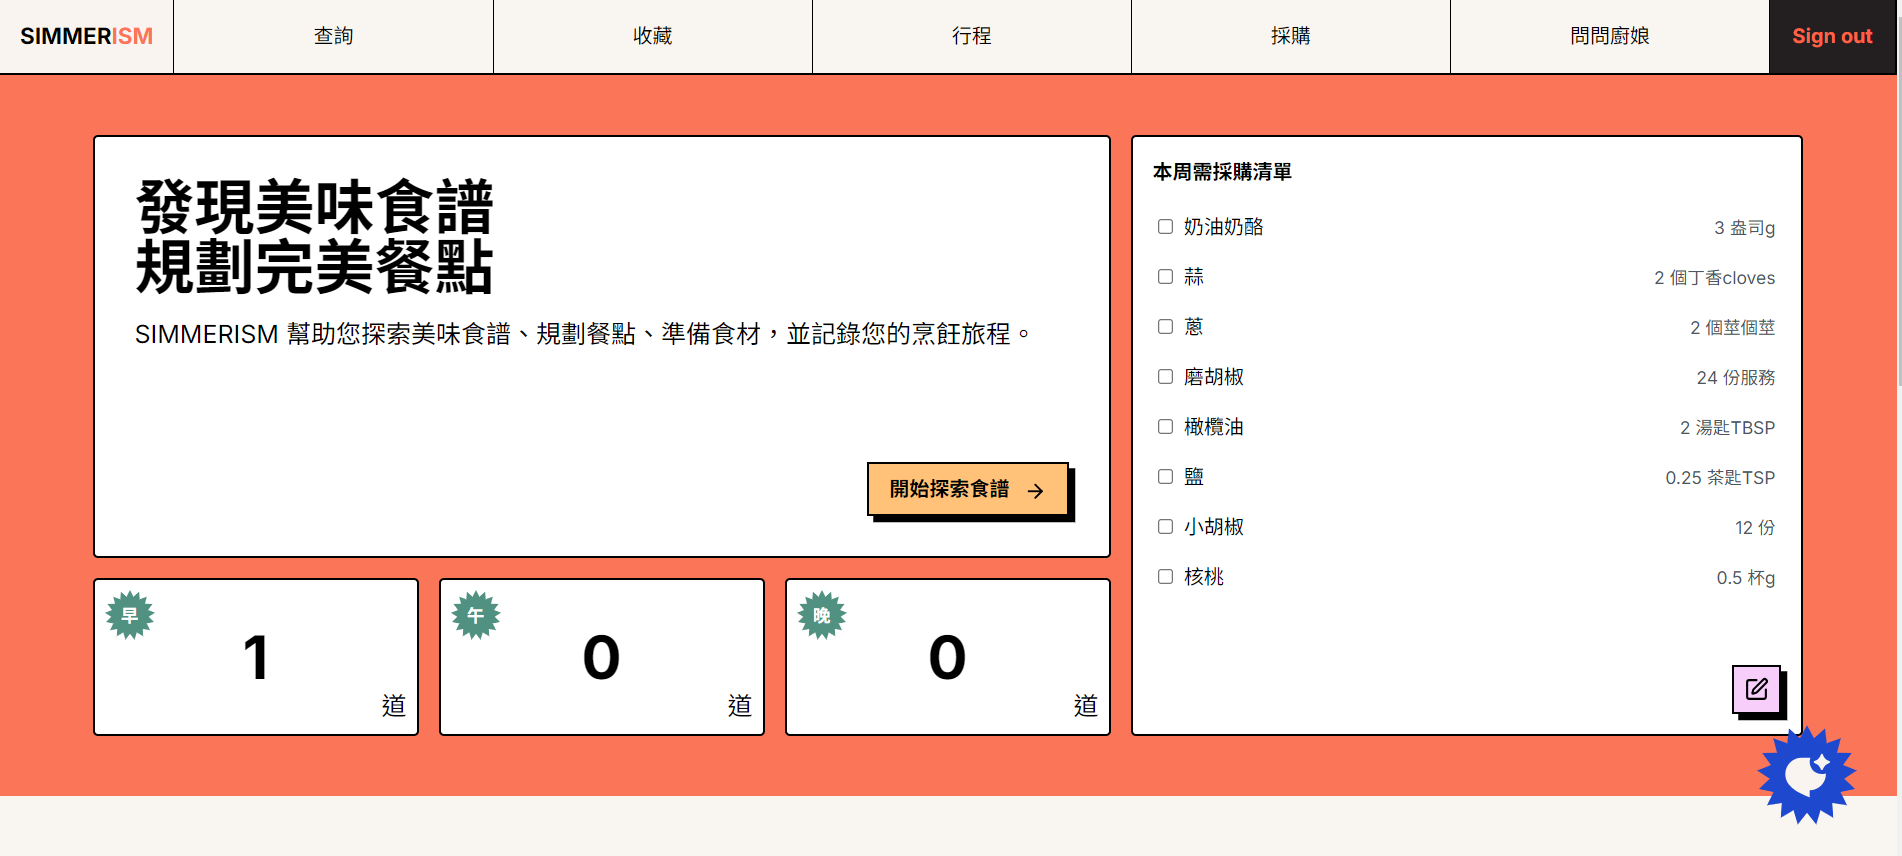 SIMMERISM
查詢
收藏
行程
採購
問問廚娘
Sign out
發現美味食譜
規劃完美餐點
SIMMERISM 幫助您探索美味食譜、規劃餐點、準備食材，並記錄您的烹飪旅程。
開始探索食譜
早
1
道
午
0
道
晚
0
道
本周需採購清單
奶油奶酪 3 盎司g
蒜 2 個丁香cloves
蔥 2 個莖個莖
磨胡椒 24 份服務
橄欖油 2 湯匙TBSP
鹽 0.25 茶匙TSP
小胡椒 12 份
核桃 0.5 杯g